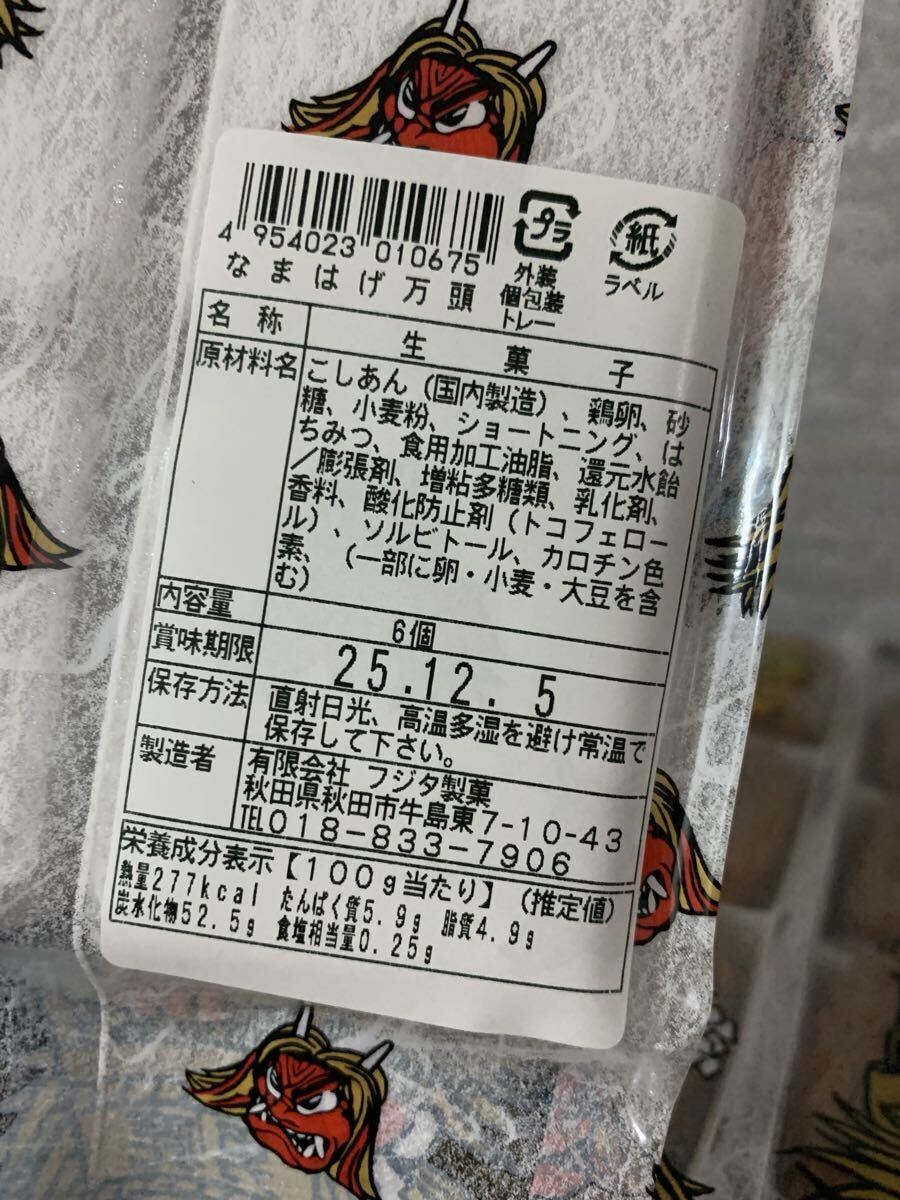 4 954023 010675
プラ
外装
個包装
トレー
紙
ラベル
なまはげ万頭
名称 生菓子
原材料名 こしあん(国内製造)、鶏卵、砂
糖、小麦粉、ショートニング、は
ちみつ、食用加工油脂、還元水飴
/膨張剤、増粘多糖類、乳化剤、
香料、酸化防止剤(トコフェロー
ル)、ソルビトール、カロチン色
素、(一部に卵・小麦・大豆を含
む)
内容量 6個
賞味期限 25.12. 5
保存方法 直射日光、高温多湿を避け常温で
保存して下さい。
製造者 有限会社 フジタ製菓
秋田県秋田市牛島東7-10-43
TEL018-833-7906
栄養成分表示【100g当たり】(推定値)
熱量277kcal たんぱく質5.9g 脂質4.9g
炭水化物52.5g 食塩相当量0.25g